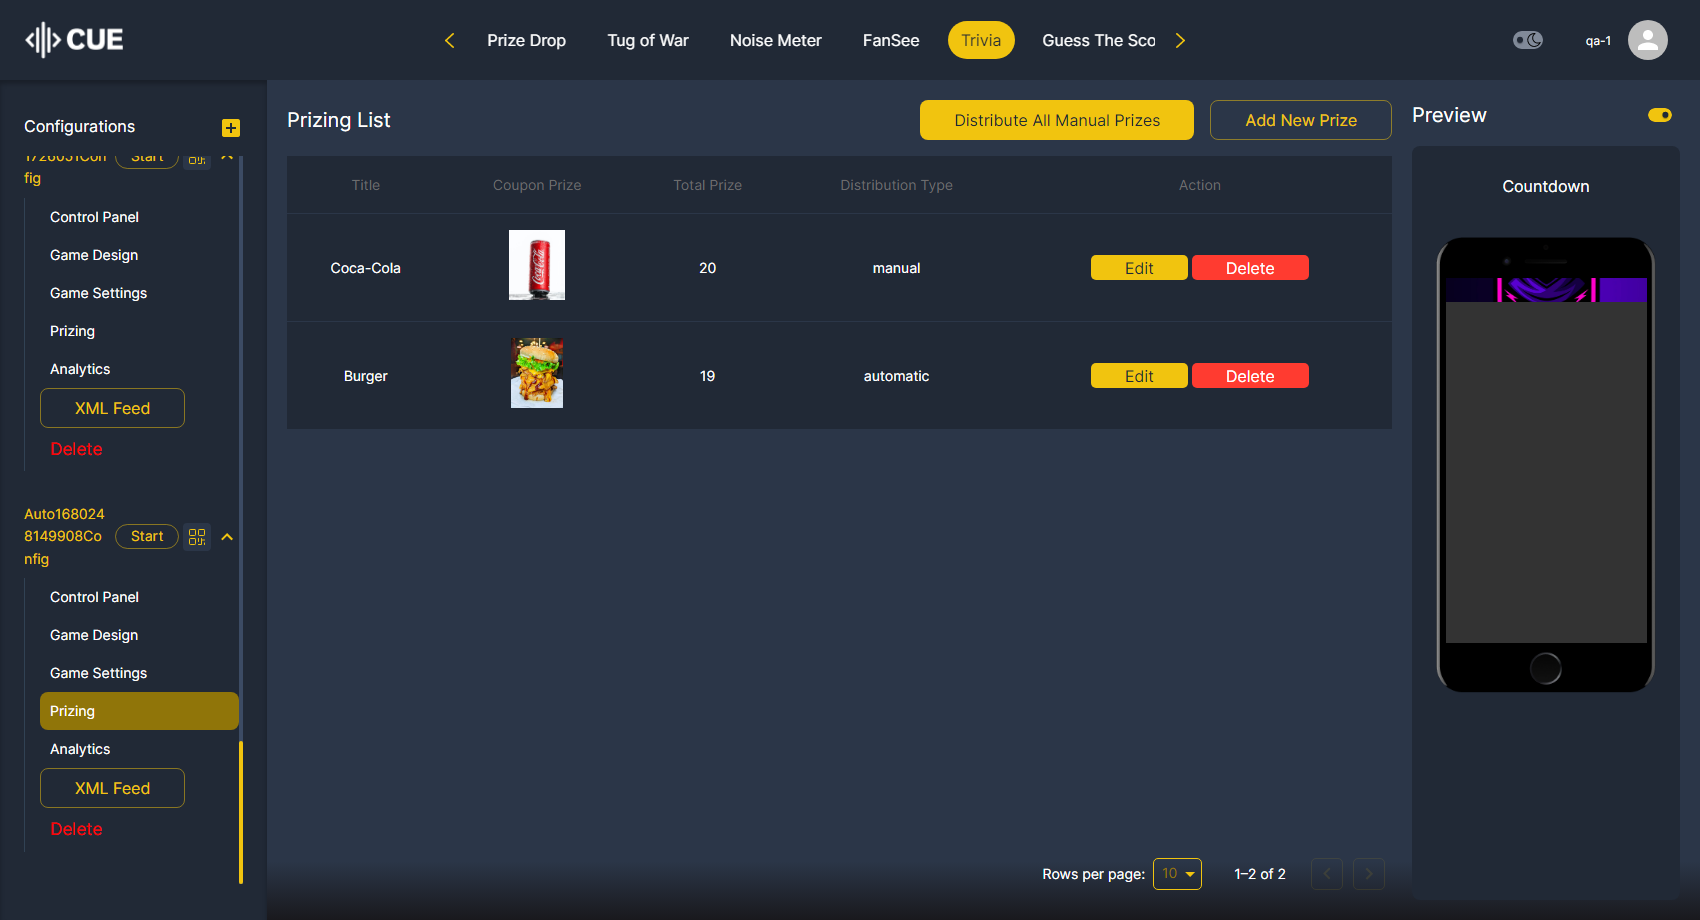 CUE
Prize Drop
Tug of War
Noise Meter
FanSee
Trivia
Guess The Sco
qa-1
Configurations
1726051Con
fig
Start
Control Panel
Game Design
Game Settings
Prizing
Analytics
XML Feed
Delete
Auto168024
8149908Co
nfig
Start
Control Panel
Game Design
Game Settings
Prizing
Analytics
XML Feed
Delete
Prizing List
Distribute All Manual Prizes
Add New Prize
Title Coupon Prize Total Prize Distribution Type Action
Coca-Cola 20 manual Edit Delete
Burger 19 automatic Edit Delete
Rows per page: 10 1–2 of 2
Preview
Countdown